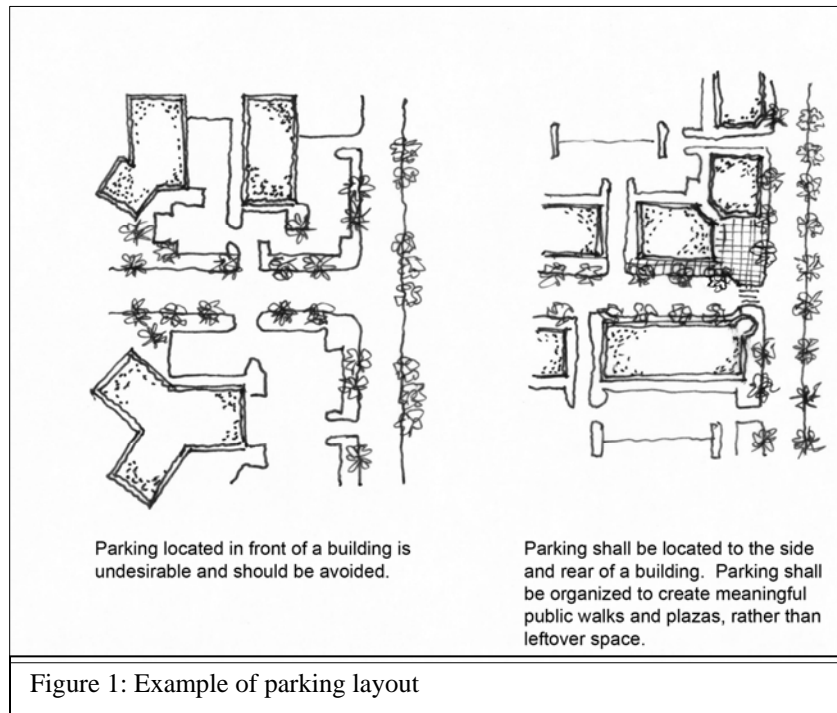 Parking located in front of a building is
undesirable and should be avoided.
Parking shall be located to the side
and rear of a building. Parking shall
be organized to create meaningful
public walks and plazas, rather than
leftover space.
Figure 1: Example of parking layout